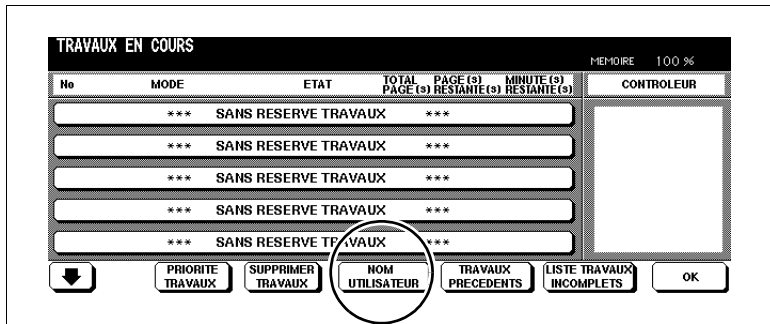 TRAVAUX EN COURS
MEMOIRE 100 %
No MODE ETAT TOTAL PAGE(S) PAGE(S) RESTANTE(S) MINUTE(S) RESTANTE(S) CONTROLEUR
*** SANS RESERVE TRAVAUX ***
*** SANS RESERVE TRAVAUX ***
*** SANS RESERVE TRAVAUX ***
*** SANS RESERVE TRAVAUX ***
*** SANS RESERVE TRAVAUX ***
PRIORITE TRAVAUX
SUPPRIMER TRAVAUX
NOM UTILISATEUR
TRAVAUX PRECEDENTS
LISTE TRAVAUX INCOMPLETS
OK